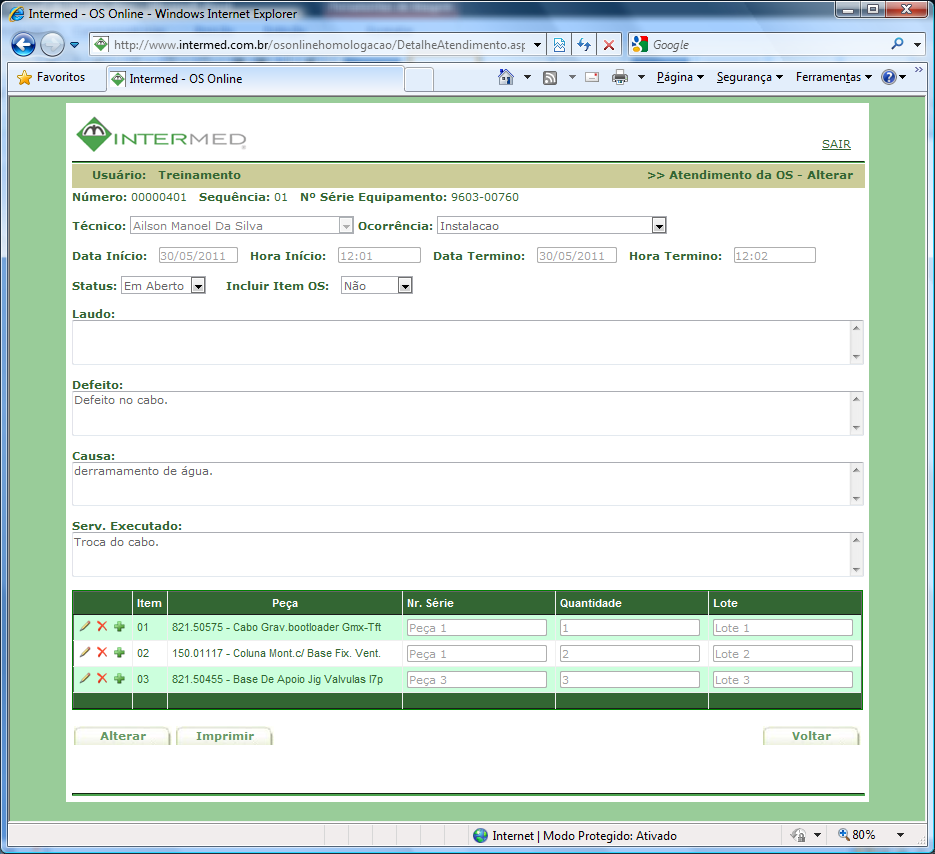 Intermed - OS Online - Windows Internet Explorer
http://www.intermed.com.br/osonlinehomologacao/DetalheAtendimento.asp
Google
Favoritos
Intermed - OS Online
Página
Segurança
Ferramentas
INTERMED
SAIR
Usuário: Treinamento >> Atendimento da OS - Alterar
Número: 00000401 Sequência: 01 Nº Série Equipamento: 9603-00760
Técnico: Ailson Manoel Da Silva Ocorrência: Instalacao
Data Início: 30/05/2011 Hora Início: 12:01 Data Termino: 30/05/2011 Hora Termino: 12:02
Status: Em Aberto Incluir Item OS: Não
Laudo:
Defeito:
Defeito no cabo.
Causa:
derramamento de água.
Serv. Executado:
Troca do cabo.
Item Peça Nr. Série Quantidade Lote
01 821.50575 - Cabo Grav.bootloader Gmx-Tft Peça 1 1 Lote 1
02 150.01117 - Coluna Mont.c/ Base Fix. Vent. Peça 1 2 Lote 2
03 821.50455 - Base De Apoio Jig Valvulas I7p Peça 3 3 Lote 3
Alterar Imprimir Voltar
Internet | Modo Protegido: Ativado
80%